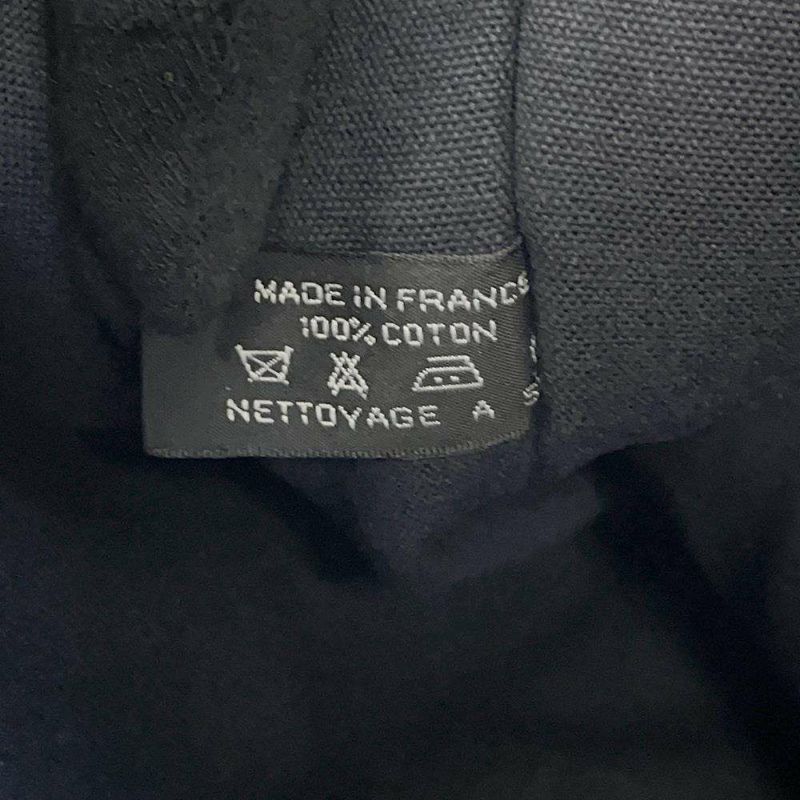 MADE IN FRANC
100% COTON
NETTOYAGE A S